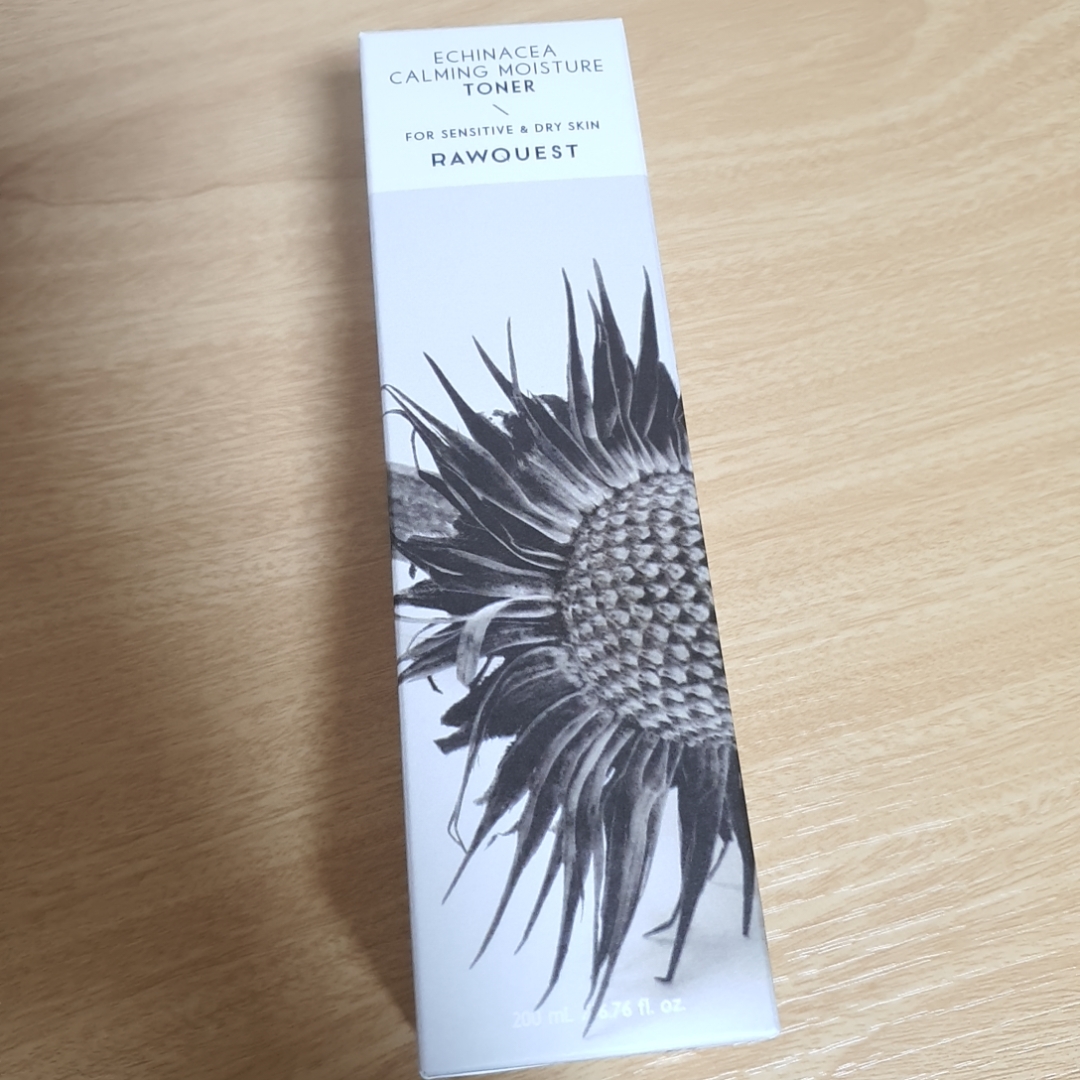 ECHINACEA
CALMING MOISTURE
TONER
FOR SENSITIVE & DRY SKIN
RAWQUEST
200 mL / 6.76 fl. oz.